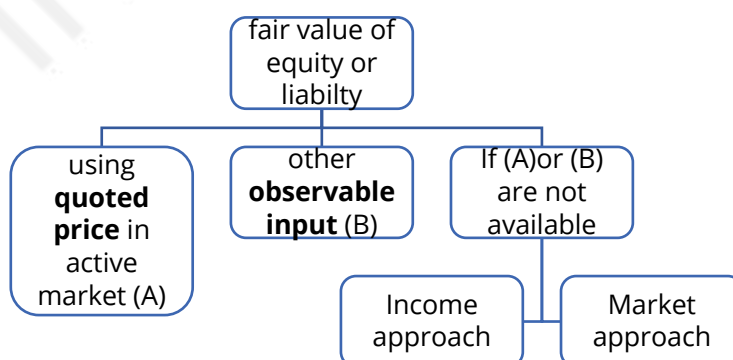 fair value of
equity or
liabilty
using
quoted
price in
active
market (A)
other
observable
input (B)
If (A)or (B)
are not
available
Income
approach
Market
approach